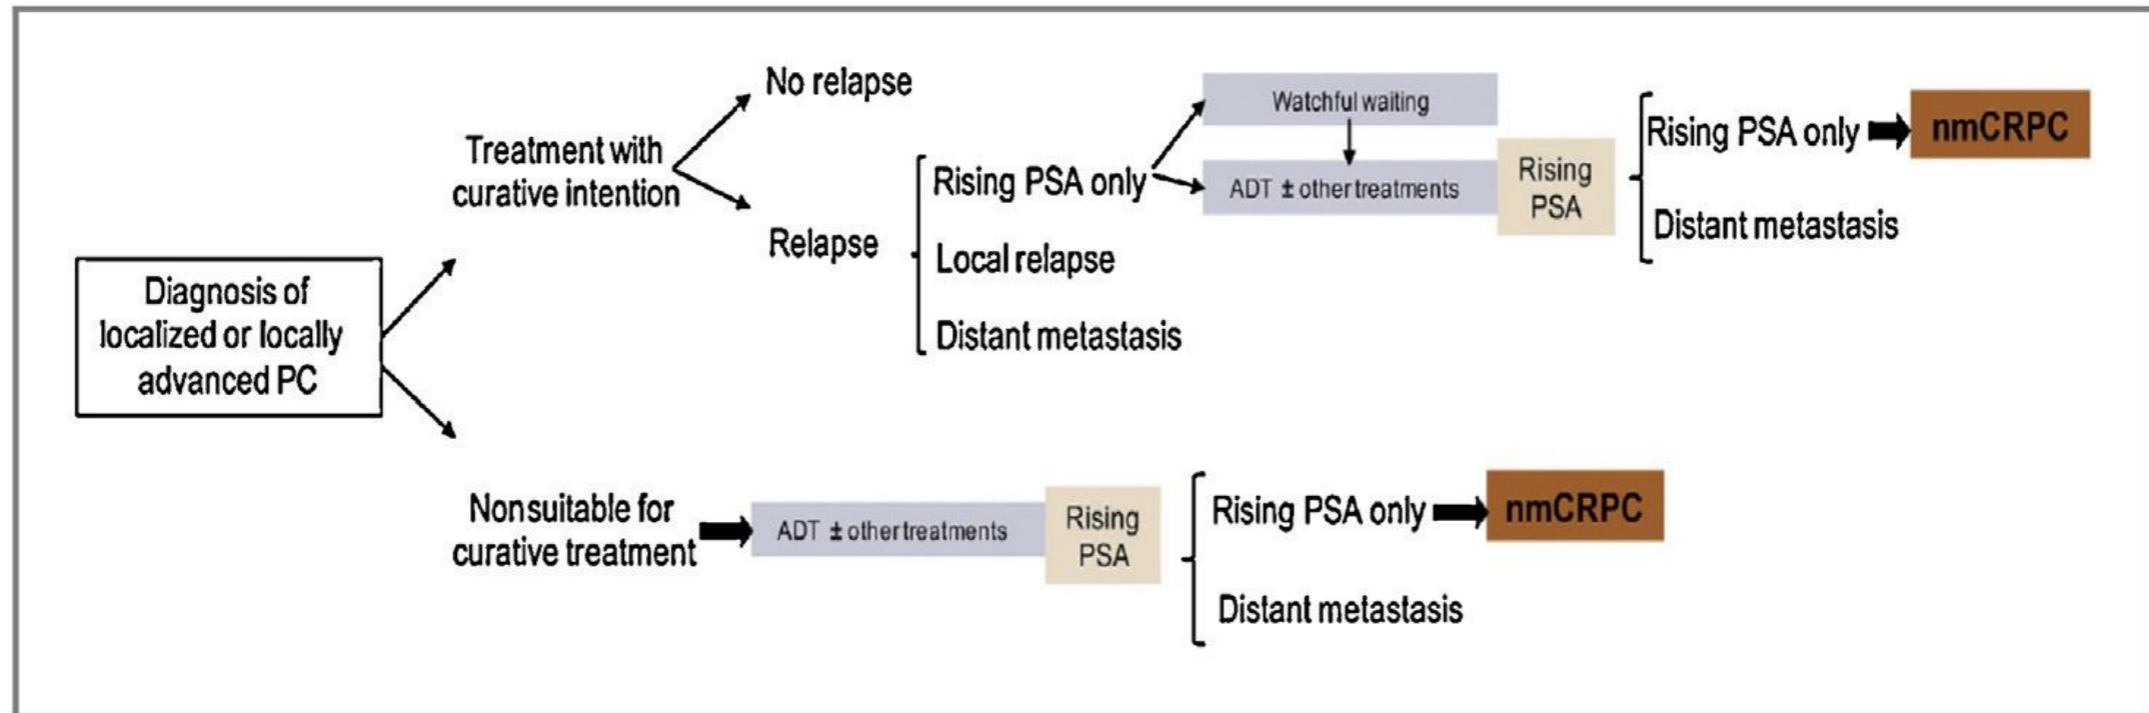 No relapse
Treatment with
curative intention
Relapse
Rising PSA only
Local relapse
Distant metastasis
Watchful waiting
ADT ± other treatments
Rising
PSA
Rising PSA only
nmCRPC
Distant metastasis
Diagnosis of
localized or locally
advanced PC
Nonsuitable for
curative treatment
ADT ± other treatments
Rising
PSA
Rising PSA only
nmCRPC
Distant metastasis